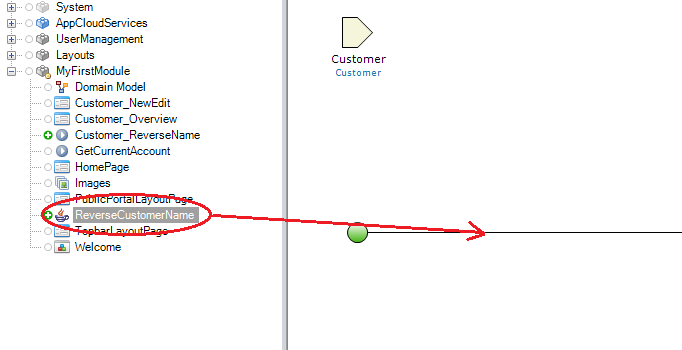 System
AppCloudServices
UserManagement
Layouts
MyFirstModule
Domain Model
Customer_NewEdit
Customer_Overview
Customer_ReverseName
GetCurrentAccount
HomePage
Images
PublicPortalLayoutPage
ReverseCustomerName
TopbarLayoutPage
Welcome
Customer
Customer